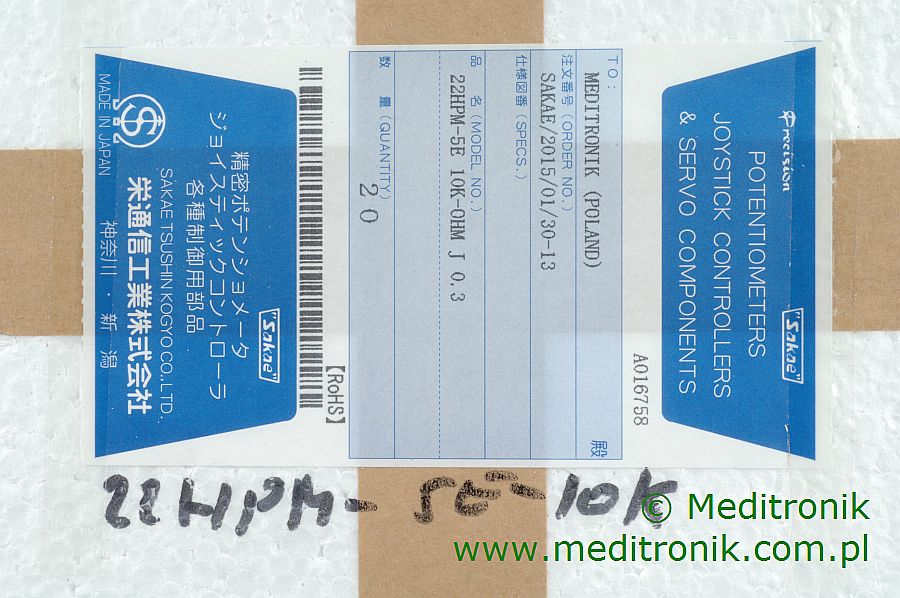 Precision
"Sakae"
POTENTIOMETERS
JOYSTICK CONTROLLERS
& SERVO COMPONENTS
A016758
TO:
MEDITRONIK (POLAND)
殿
注文番号 (ORDER NO.)
SAKAE/2015/01/30-13
仕様図番 (SPECS.)
品 名 (MODEL NO.)
22HPM-5E 10K-OHM J 0.3
数 量 (QUANTITY)
20
【RoHS】
"Sakae"
精密ポテンショメータ
ジョイスティックコントローラ
各種制御用部品
SAKAE TSUSHIN KOGYO CO.,LTD.
栄通信工業株式会社
MADE IN JAPAN
神奈川・新潟
22HPM-5E-10K
© Meditronik
www.meditronik.com.pl